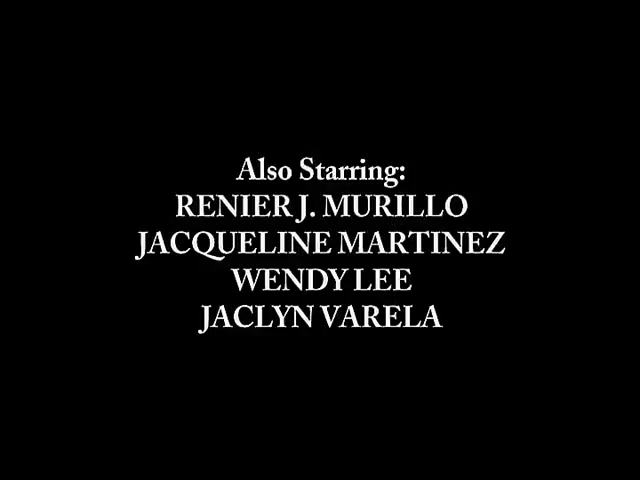 Also Starring:
RENIER J. MURILLO
JACQUELINE MARTINEZ
WENDY LEE
JACLYN VARELA